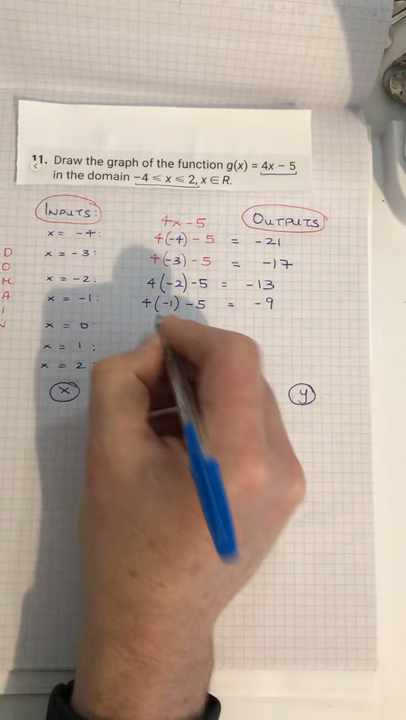 11. Draw the graph of the function g(x) = 4x – 5
in the domain –4 ≤ x ≤ 2, x ∈ R.
INPUTS: 4x - 5 OUTPUTS
x = -4: 4(-4) - 5 = -21
x = -3: 4(-3) - 5 = -17
x = -2: 4(-2) - 5 = -13
x = -1: 4(-1) - 5 = -9
x = 0:
x = 1:
x = 2:
x y
DOMAIN